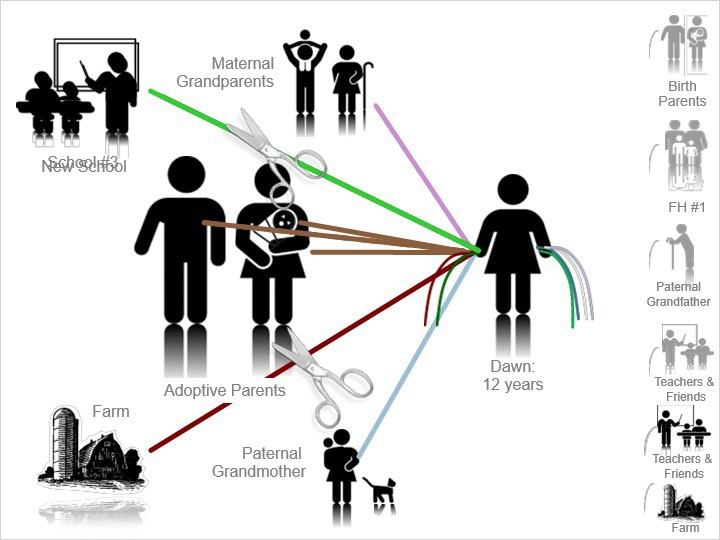 Maternal
Grandparents
School #3
New School
Adoptive Parents
Farm
Paternal
Grandmother
Dawn:
12 years
Birth
Parents
FH #1
Paternal
Grandfather
Teachers &
Friends
Teachers &
Friends
Farm